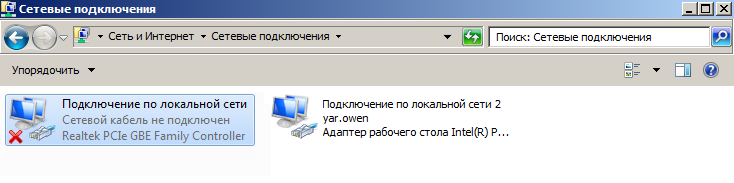 Сетевые подключения
Сеть и Интернет Сетевые подключения
Поиск: Сетевые подключения
Упорядочить
Подключение по локальной сети
Сетевой кабель не подключен
Realtek PCIe GBE Family Controller
Подключение по локальной сети 2
yar.owen
Адаптер рабочего стола Intel(R) P...